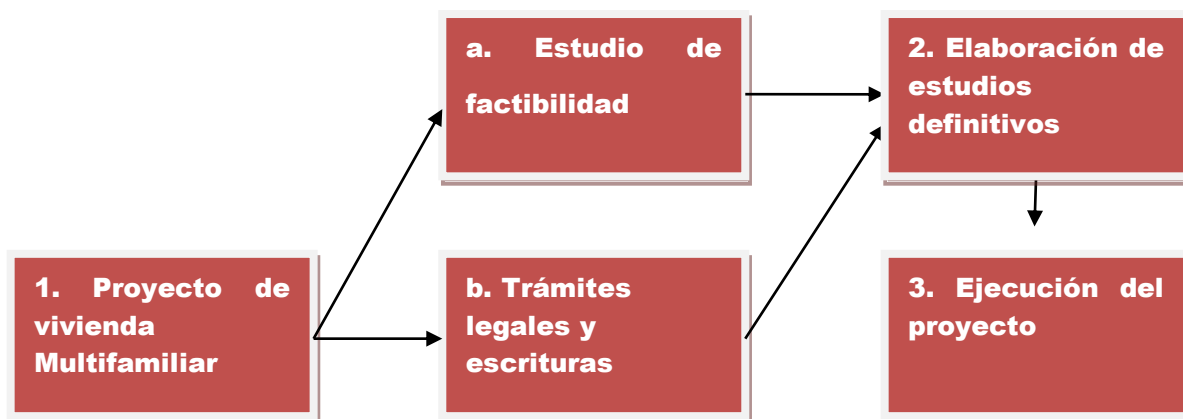 a. Estudio de
factibilidad
2. Elaboración de
estudios
definitivos
1. Proyecto de
vivienda
Multifamiliar
b. Trámites
legales y
escrituras
3. Ejecución del
proyecto